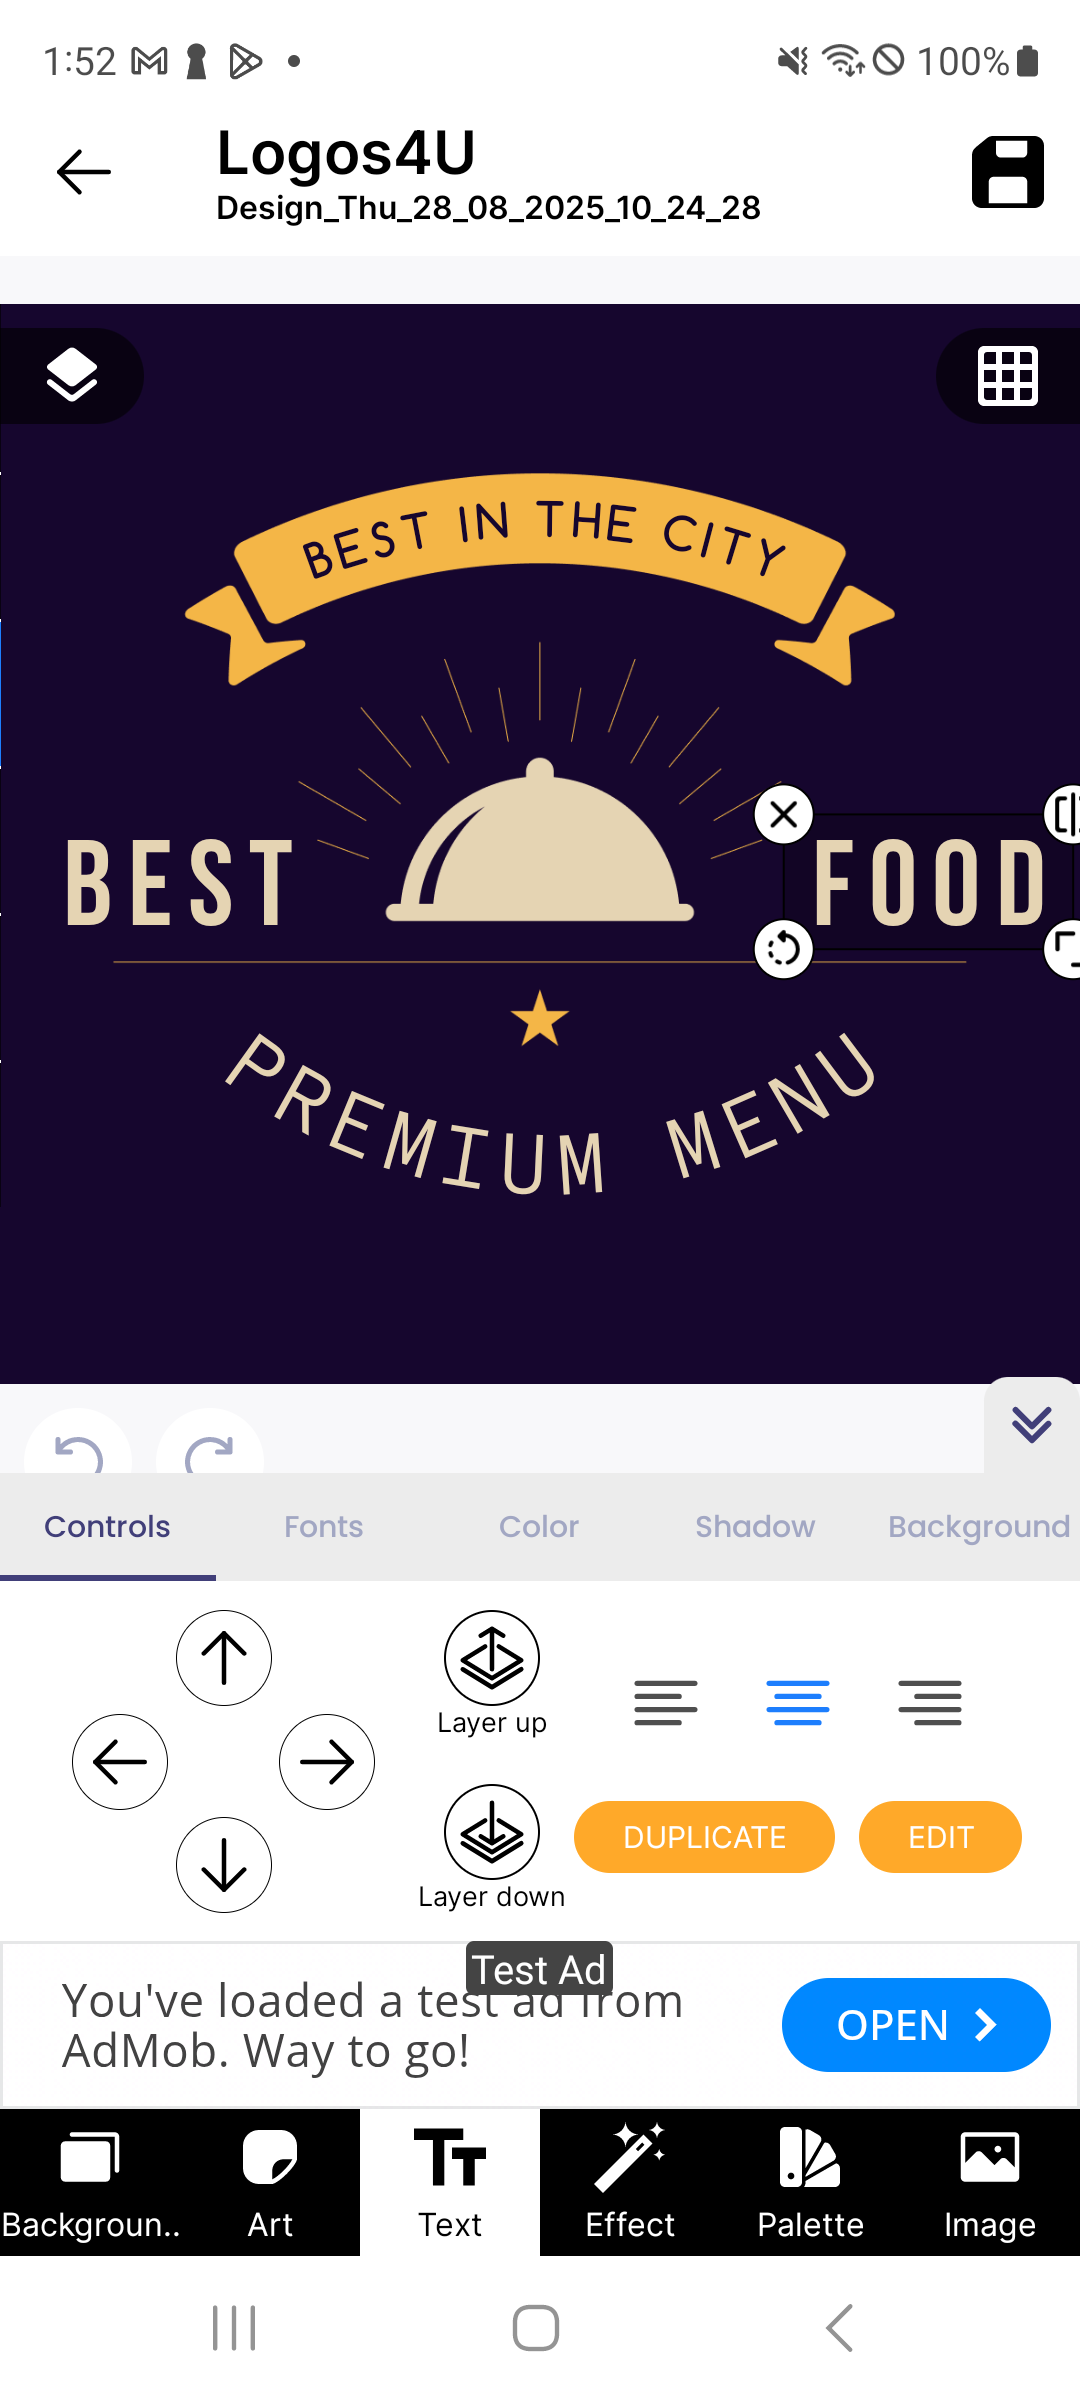 1:52
100%
Logos4U
Design_Thu_28_08_2025_10_24_28
BEST IN THE CITY
BEST
FOOD
PREMIUM MENU
Controls
Fonts
Color
Shadow
Background
Layer up
Layer down
DUPLICATE
EDIT
Test Ad
You've loaded a test ad from
AdMob. Way to go!
OPEN
Backgroun..
Art
Text
Effect
Palette
Image